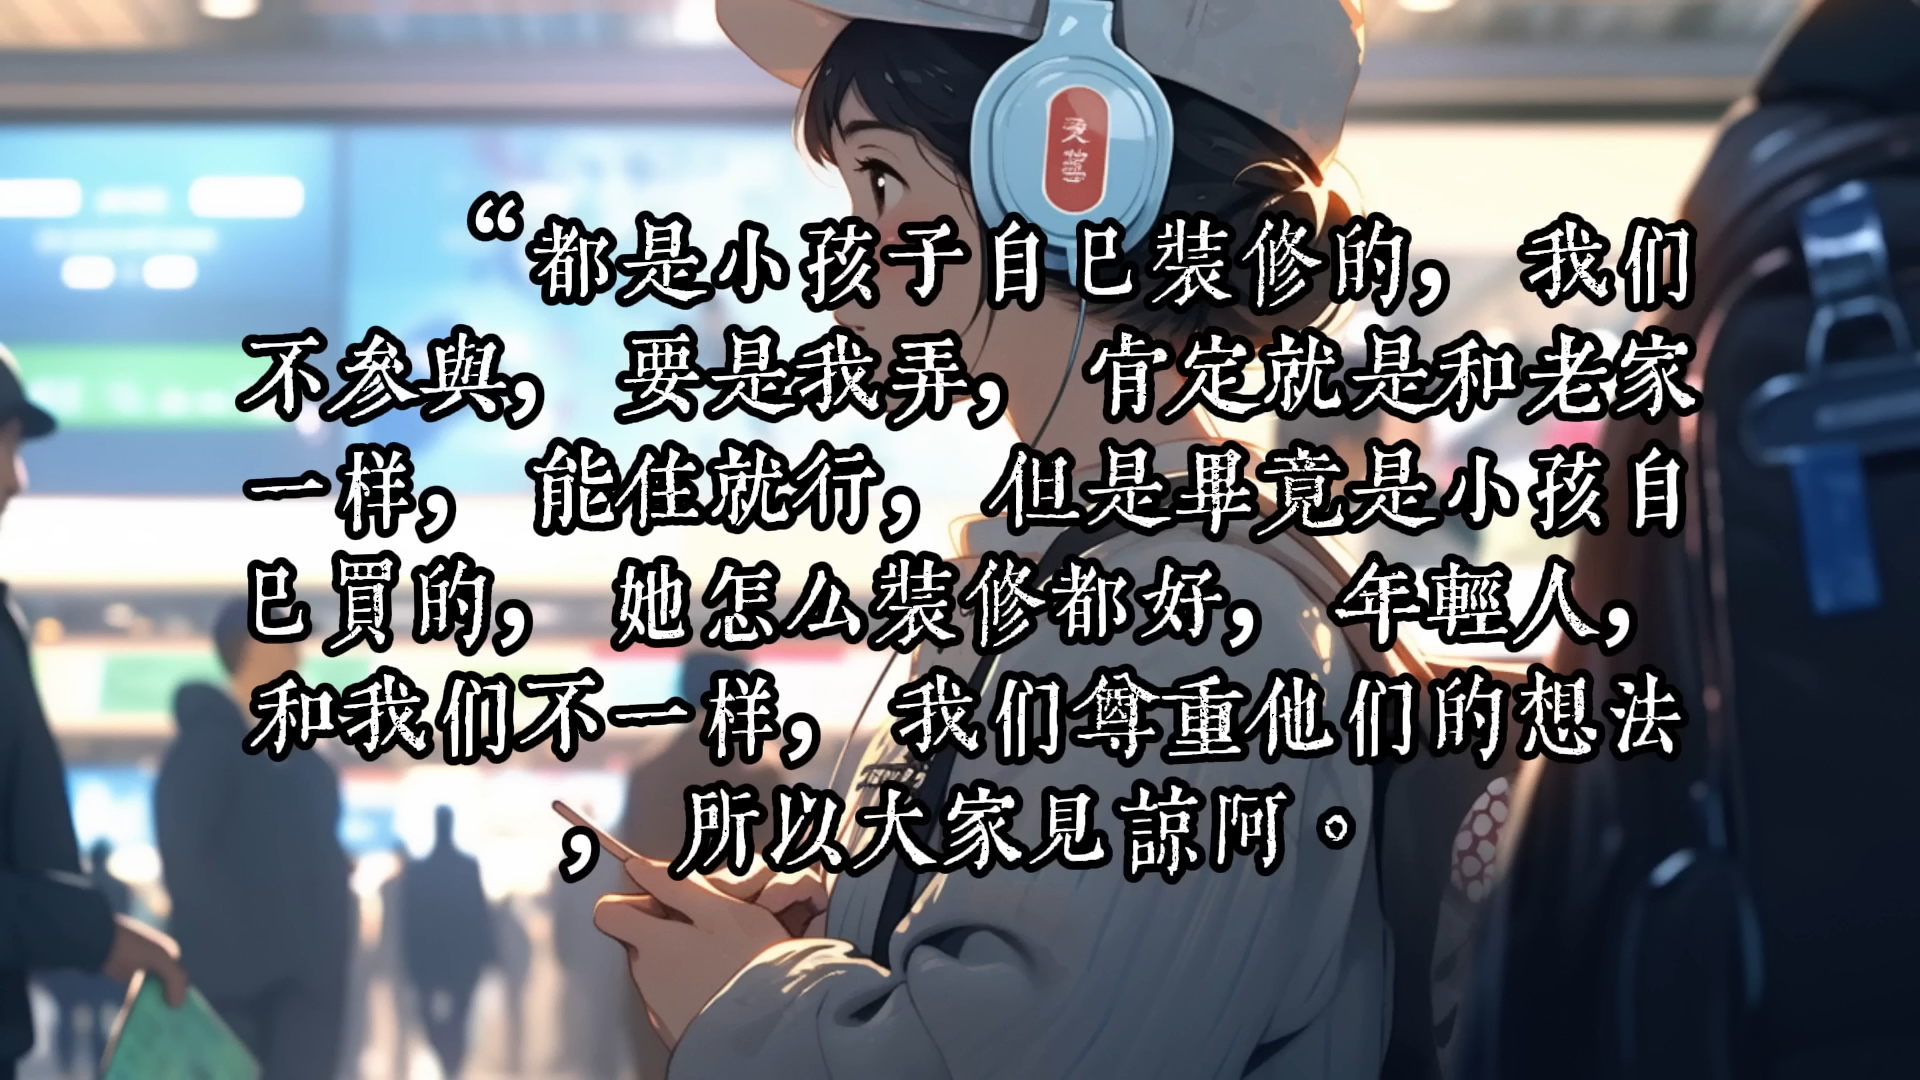 “都是小孩子自已裝修的，我们
不參與，要是我弄，肯定就是和老家
一样，能住就行，但是畢竟是小孩自
已買的，她怎么裝修都好，年輕人，
和我们不一样，我们尊重他们的想法
，所以大家見諒阿。